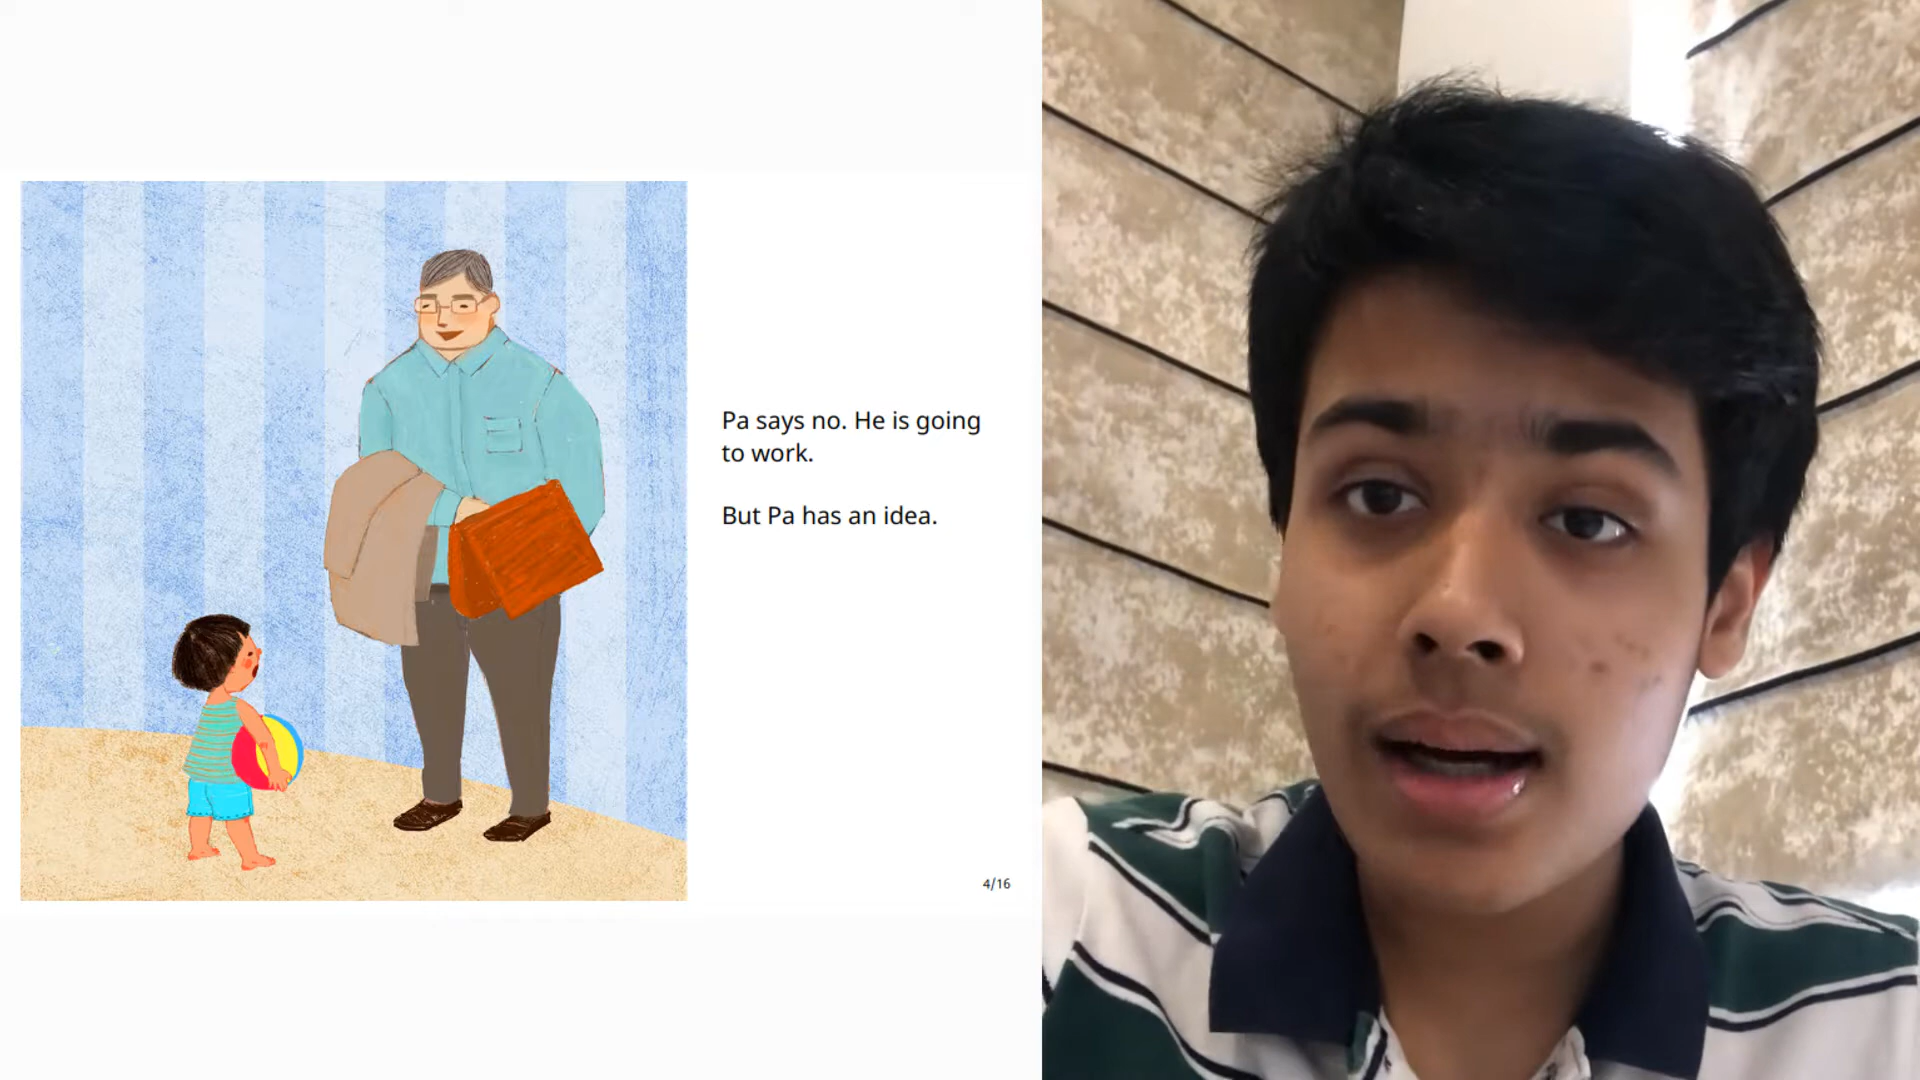 Pa says no. He is going
to work.
But Pa has an idea.
4/16